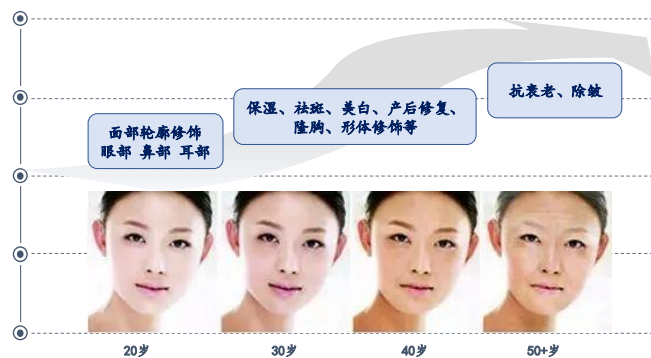 抗衰老、除皱
保湿、祛斑、美白、产后修复、
隆胸、形体修饰等
面部轮廓修饰
眼部 鼻部 耳部
20岁
30岁
40岁
50+岁